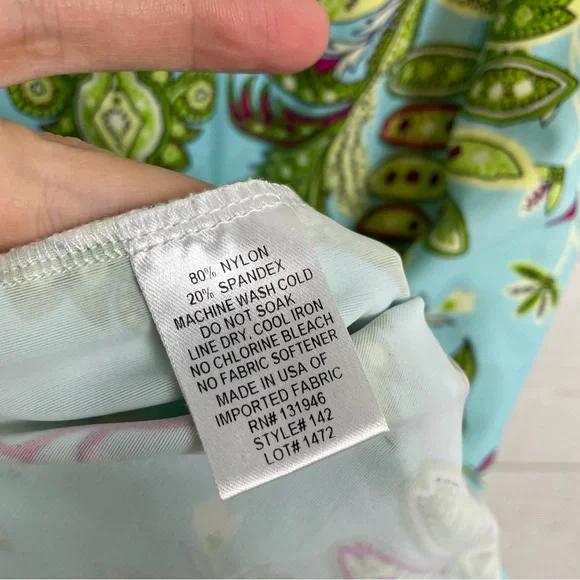 80% NYLON
20% SPANDEX
MACHINE WASH COLD
DO NOT SOAK
LINE DRY, COOL IRON
NO CHLORINE BLEACH
NO FABRIC SOFTENER
MADE IN USA OF
IMPORTED FABRIC
RN# 131946
STYLE# 142
LOT# 1472